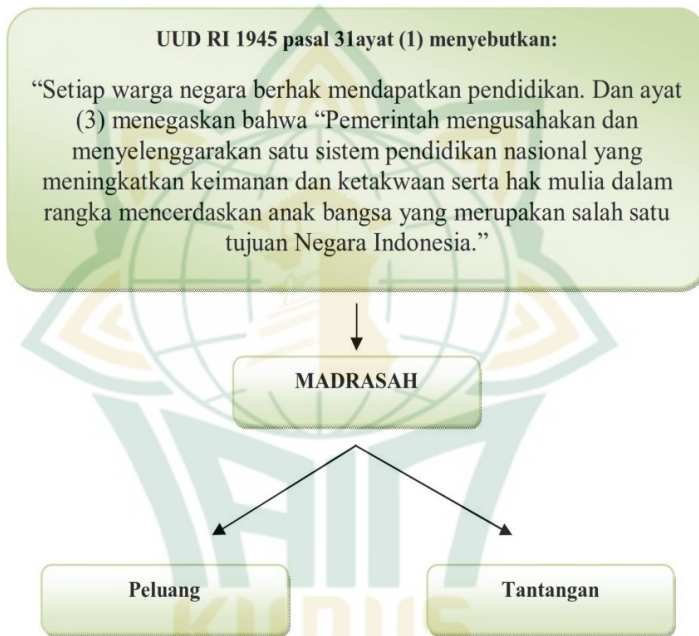 UUD RI 1945 pasal 31ayat (1) menyebutkan:
“Setiap warga negara berhak mendapatkan pendidikan. Dan ayat
(3) menegaskan bahwa “Pemerintah mengusahakan dan
menyelenggarakan satu sistem pendidikan nasional yang
meningkatkan keimanan dan ketakwaan serta hak mulia dalam
rangka mencerdaskan anak bangsa yang merupakan salah satu
tujuan Negara Indonesia.”
MADRASAH
IAIN
Peluang
Tantangan
KUDUS